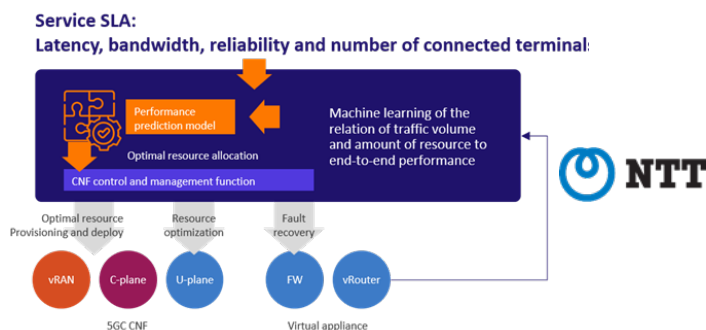 Service SLA:
Latency, bandwidth, reliability and number of connected terminals
Performance
prediction model
Machine learning of the
relation of traffic volume
and amount of resource to
end-to-end performance
Optimal resource allocation
CNF control and management function
NTT
Optimal resource
Provisioning and deploy
Resource
optimization
Fault
recovery
vRAN
C-plane
U-plane
FW
vRouter
5GC CNF
Virtual appliance